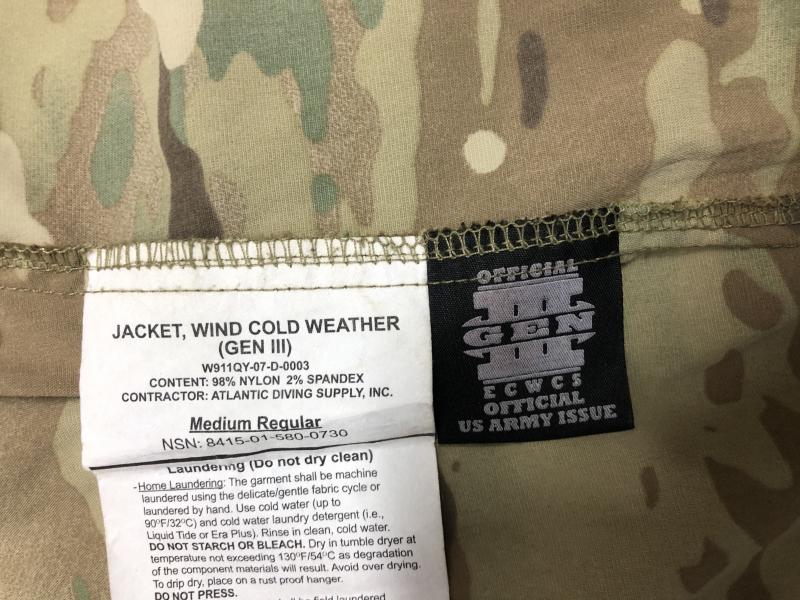 JACKET, WIND COLD WEATHER
(GEN III)
W911QY-07-D-0003
CONTENT: 98% NYLON 2% SPANDEX
CONTRACTOR: ATLANTIC DIVING SUPPLY, INC.
Medium Regular
NSN: 8415-01-580-0730
Laundering (Do not dry clean)
-Home Laundering: The garment shall be machine
laundered using the delicate/gentle fabric cycle or
laundered by hand. Use cold water (up to
90°F/32°C) and cold water laundry detergent (i.e.,
Liquid Tide or Era Plus). Rinse in clean, cold water.
DO NOT STARCH OR BLEACH. Dry in tumble dryer at
temperature not exceeding 130°F/54°C as degradation
of the component materials will result. Avoid over drying.
To drip dry, place on a rust proof hanger.
DO NOT PRESS.
shall be field laundered
OFFICIAL
III
GEN
III
ECWCS
OFFICIAL
US ARMY ISSUE